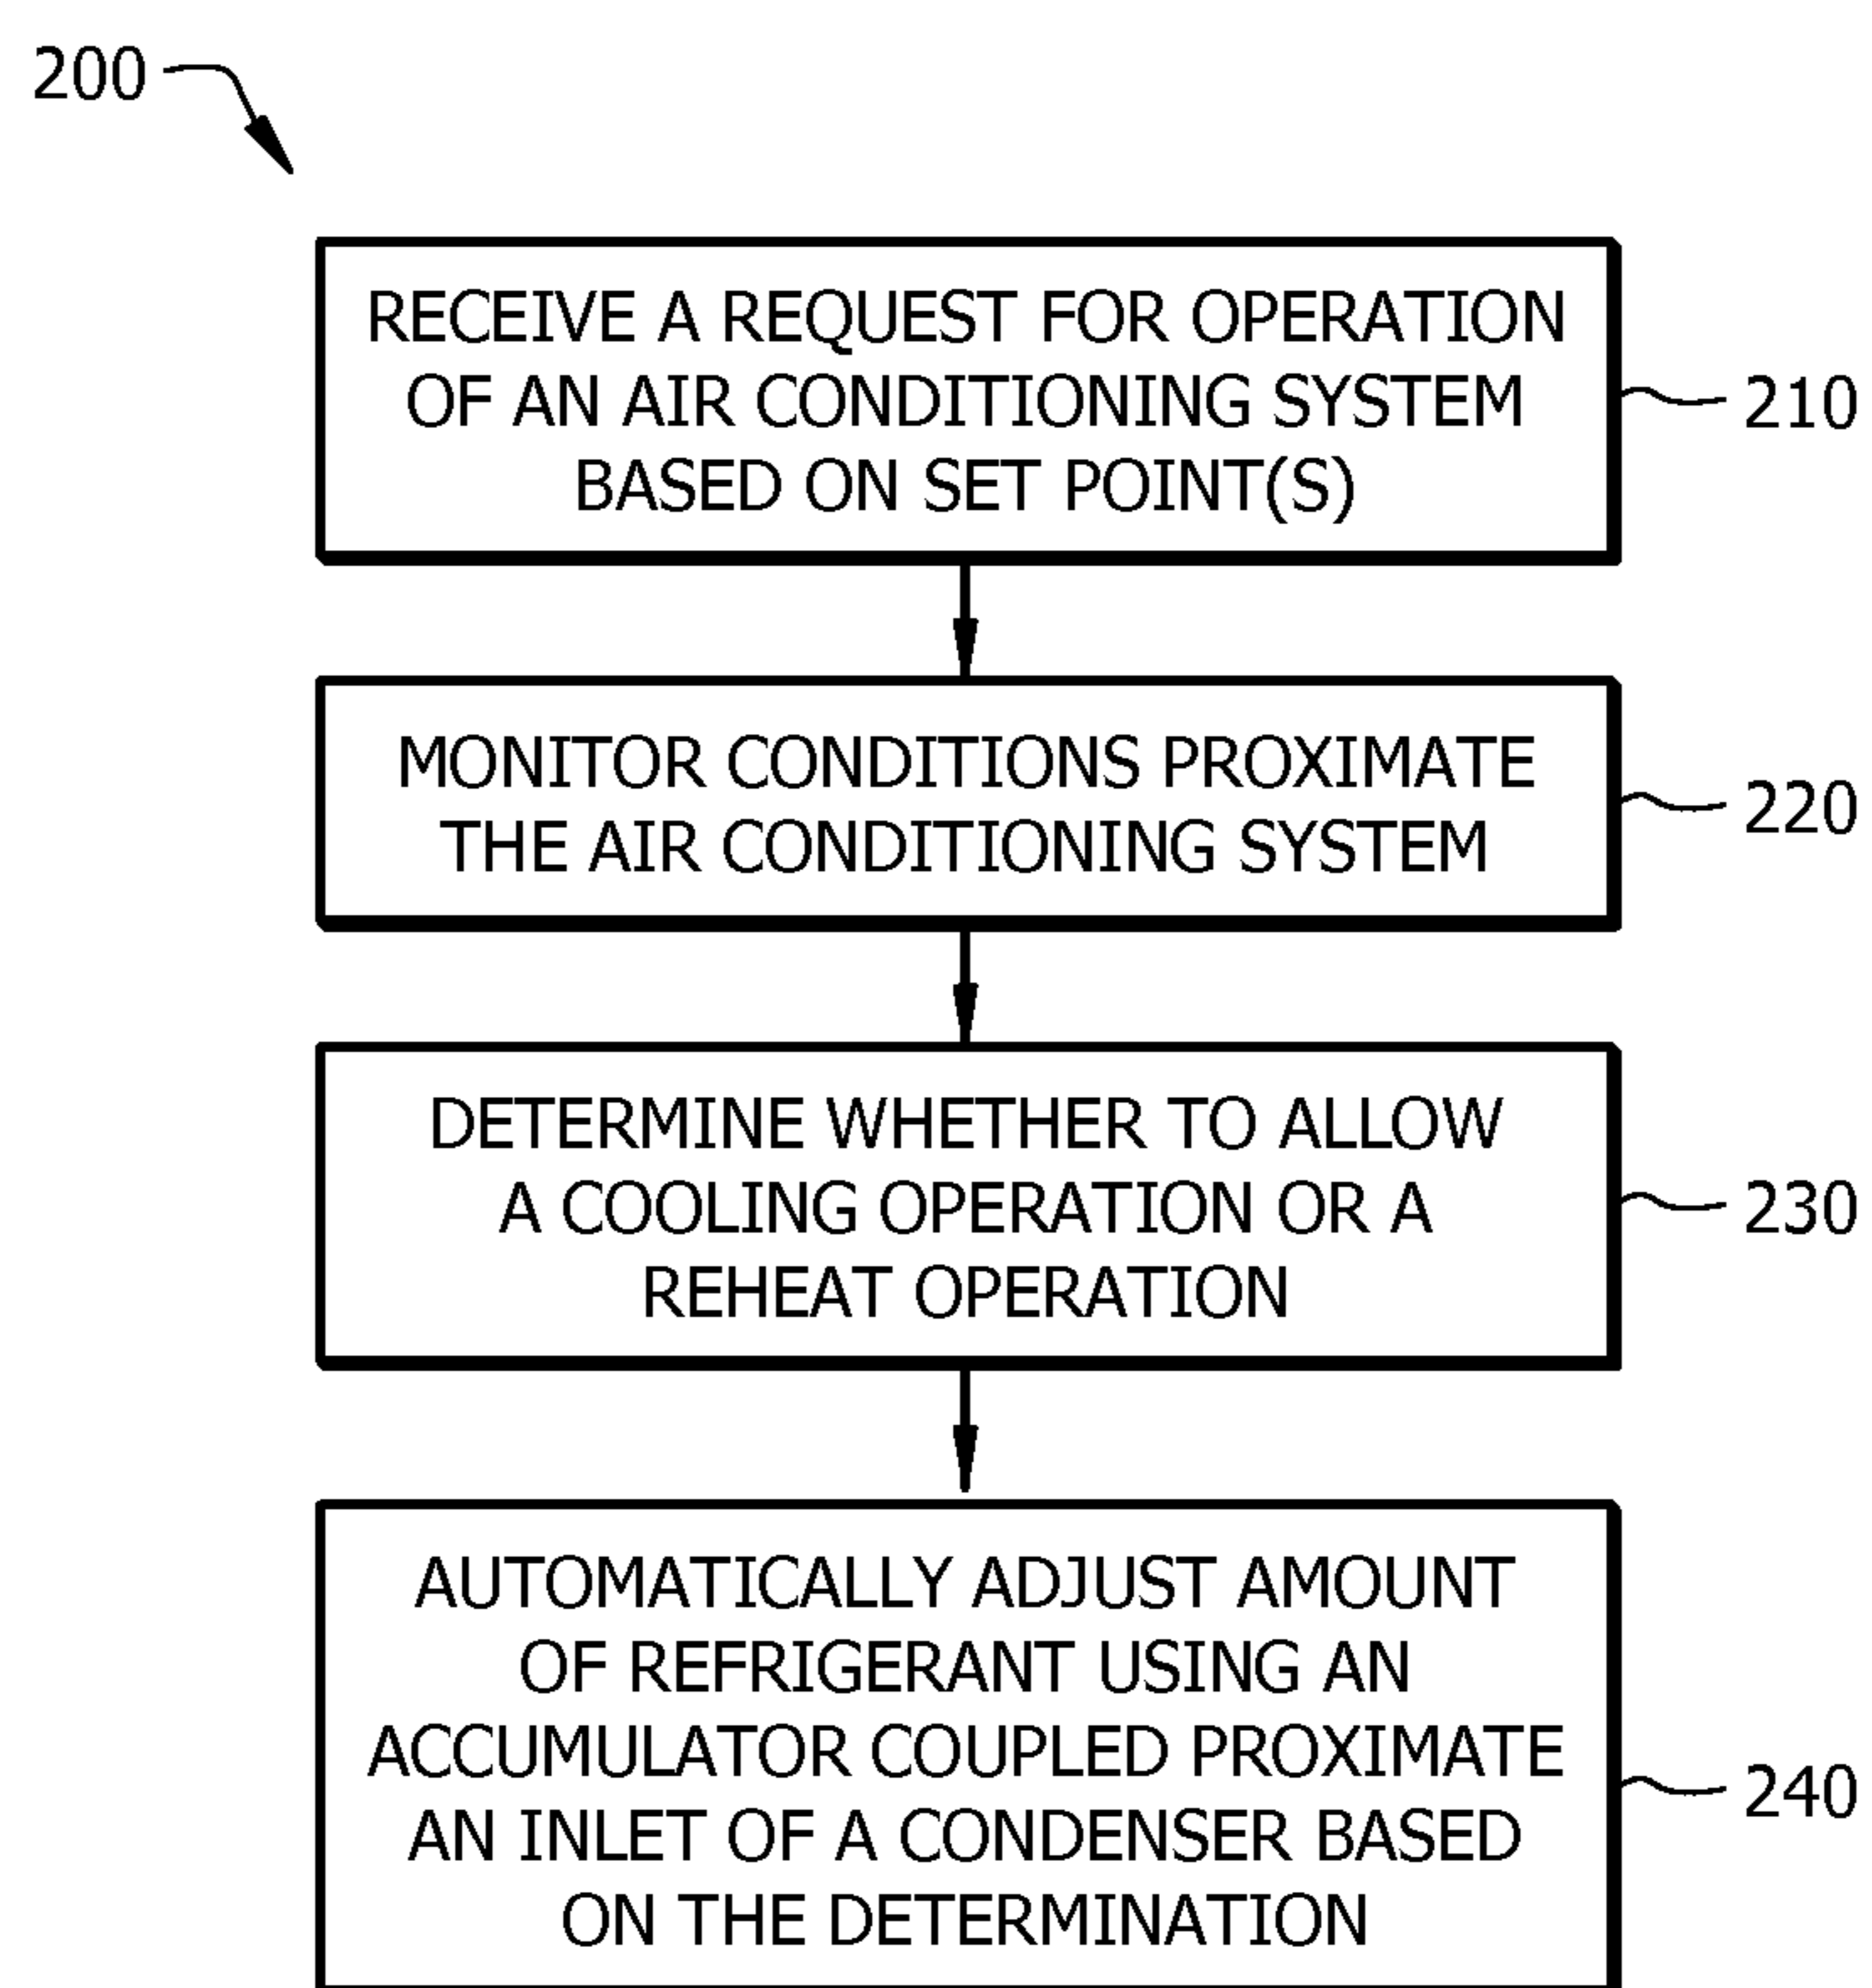 200
RECEIVE A REQUEST FOR OPERATION
OF AN AIR CONDITIONING SYSTEM
BASED ON SET POINT(S)
210
MONITOR CONDITIONS PROXIMATE
THE AIR CONDITIONING SYSTEM
220
DETERMINE WHETHER TO ALLOW
A COOLING OPERATION OR A
REHEAT OPERATION
230
AUTOMATICALLY ADJUST AMOUNT
OF REFRIGERANT USING AN
ACCUMULATOR COUPLED PROXIMATE
AN INLET OF A CONDENSER BASED
ON THE DETERMINATION
240